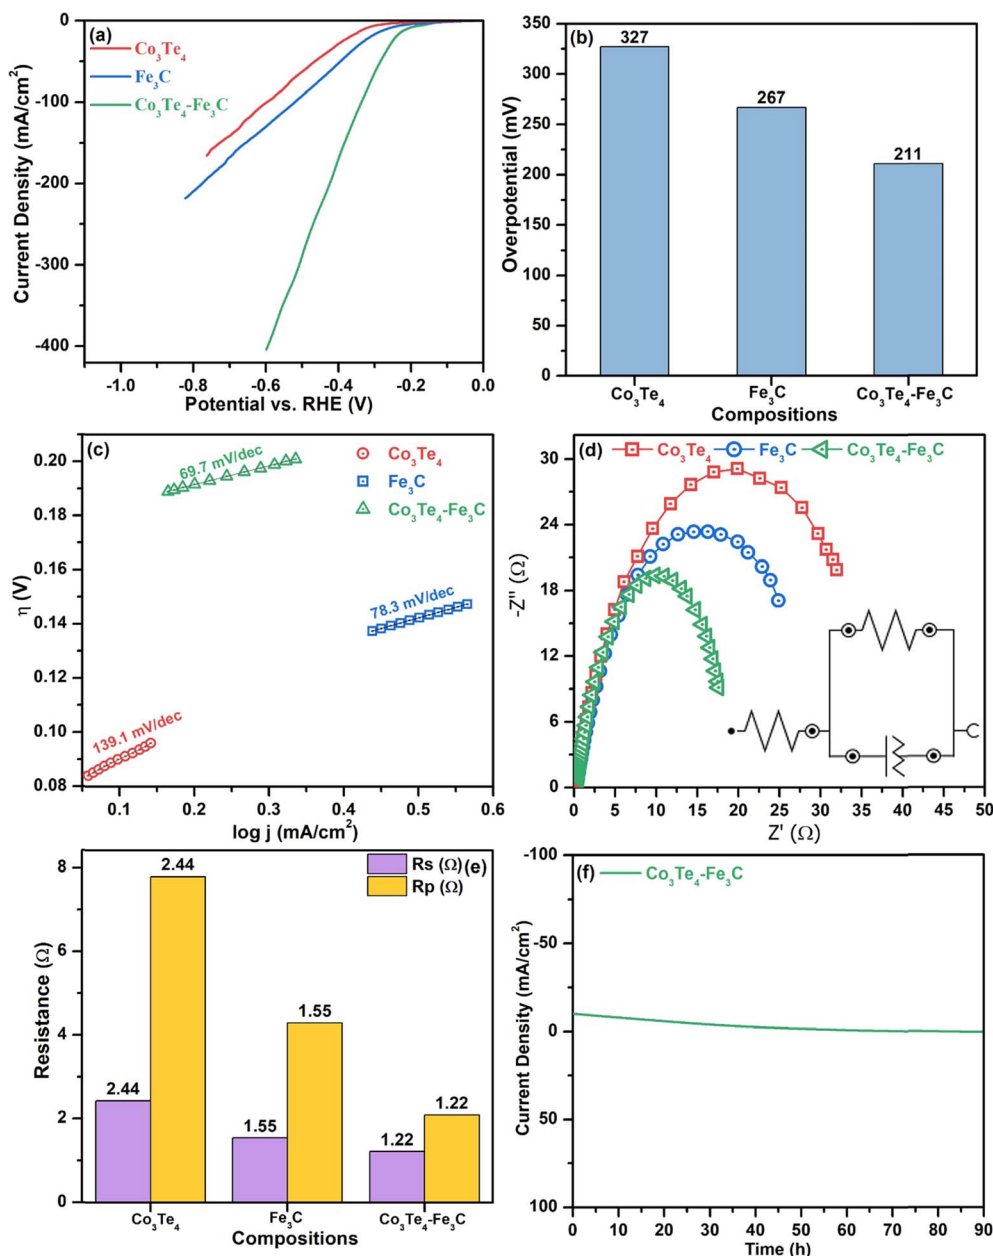 (a)
Co3Te4
Fe3C
Co3Te4-Fe3C
Current Density (mA/cm2)
0
-100
-200
-300
-400
-1.0 -0.8 -0.6 -0.4 -0.2 0.0
Potential vs. RHE (V)
(b)
327
267
211
Overpotential (mV)
350
300
250
200
150
100
50
0
Co3Te4 Fe3C Co3Te4-Fe3C
Compositions
(c)
69.7 mV/dec
Co3Te4
Fe3C
Co3Te4-Fe3C
78.3 mV/dec
139.1 mV/dec
η (V)
0.20
0.18
0.16
0.14
0.12
0.10
0.08
0.1 0.2 0.3 0.4 0.5 0.6
log j (mA/cm2)
(d)
Co3Te4 Fe3C Co3Te4-Fe3C
-Z'' (Ω)
30
24
18
12
6
0
0 5 10 15 20 25 30 35 40 45 50
Z' (Ω)
Rs (Ω) (e)
Rp (Ω)
2.44
2.44
1.55
1.55
1.22
1.22
Resistance (Ω)
8
6
4
2
0
Co3Te4 Fe3C Co3Te4-Fe3C
Compositions
(f)
Co3Te4-Fe3C
Current Density (mA/cm2)
-100
-50
0
50
100
0 10 20 30 40 50 60 70 80 90
Time (h)